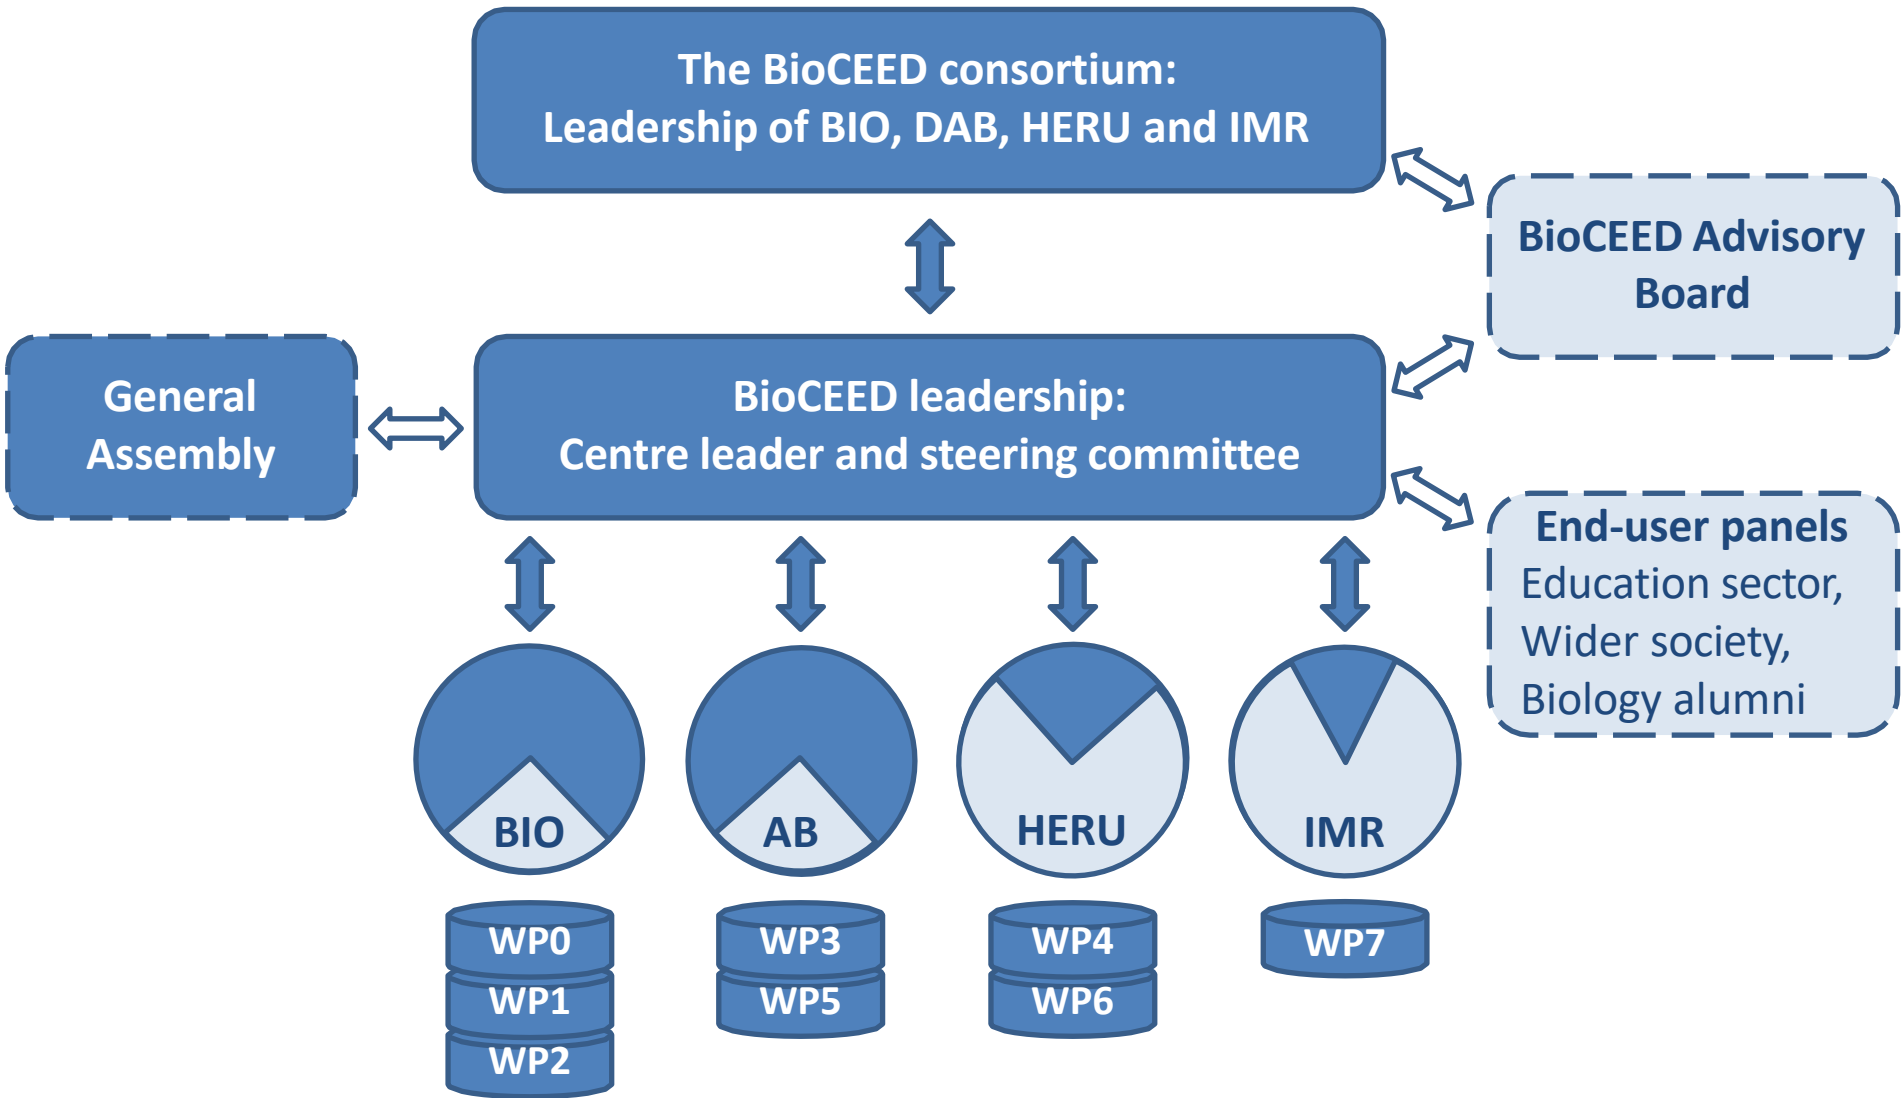 The BioCEED consortium:
Leadership of BIO, DAB, HERU and IMR
BioCEED Advisory
Board
General
Assembly
BioCEED leadership:
Centre leader and steering committee
End-user panels
Education sector,
Wider society,
Biology alumni
BIO
AB
HERU
IMR
WP0
WP1
WP2
WP3
WP5
WP4
WP6
WP7